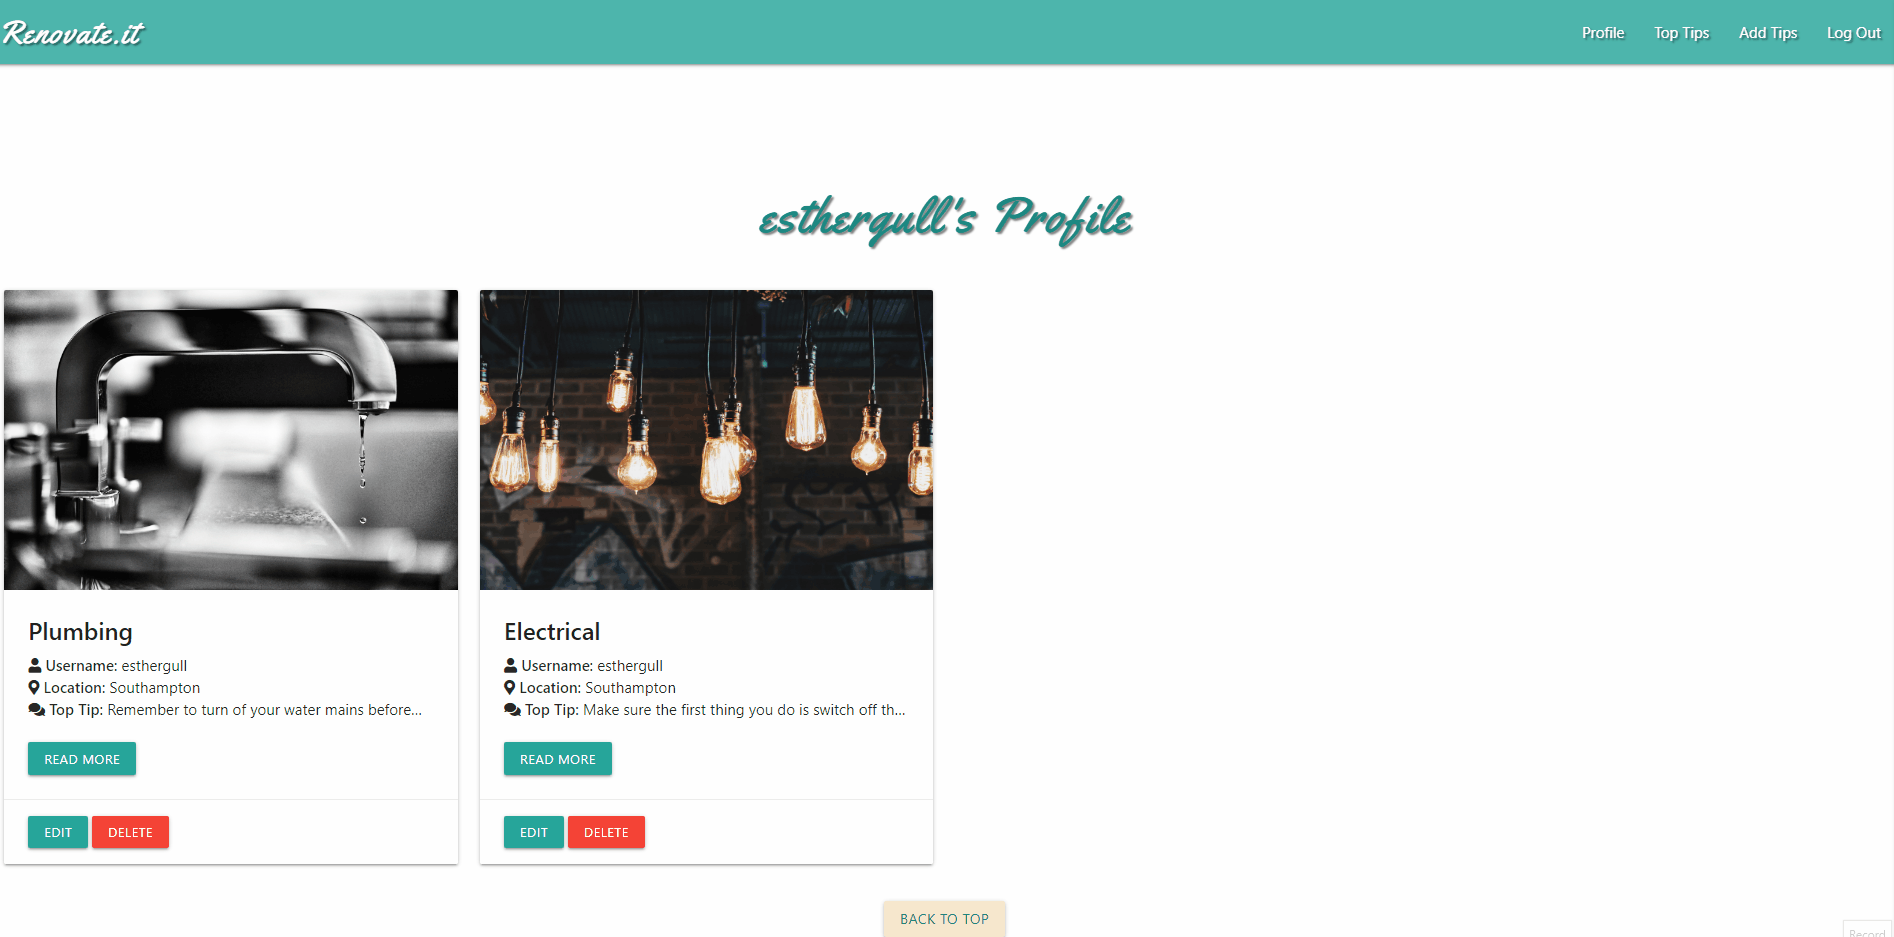 Renovate.it
Profile Top Tips Add Tips Log Out
esthergull's Profile
Plumbing
Username: esthergull
Location: Southampton
Top Tip: Remember to turn of your water mains before...
READ MORE
EDIT DELETE
Electrical
Username: esthergull
Location: Southampton
Top Tip: Make sure the first thing you do is switch off th...
READ MORE
EDIT DELETE
BACK TO TOP
Record